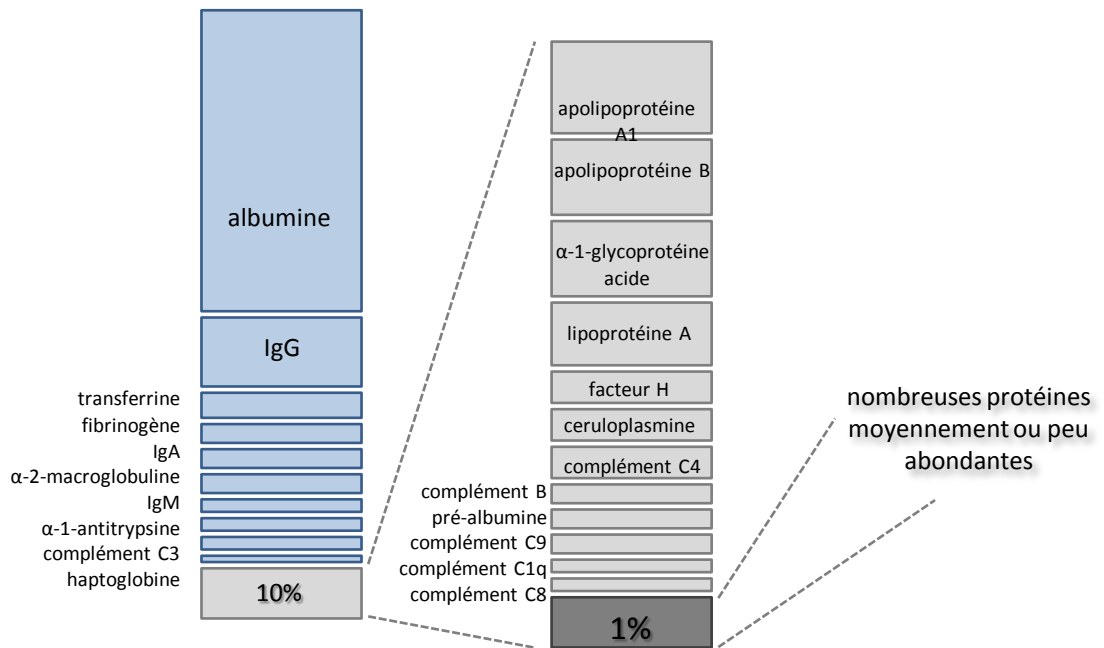 albumine
IgG
transferrine
fibrinogène
IgA
α-2-macroglobuline
IgM
α-1-antitrypsine
complément C3
haptoglobine
10%
apolipoprotéine
A1
apolipoprotéine B
α-1-glycoprotéine
acide
lipoprotéine A
facteur H
ceruloplasmine
complément C4
complément B
pré-albumine
complément C9
complément C1q
complément C8
1%
nombreuses protéines
moyennement ou peu
abondantes